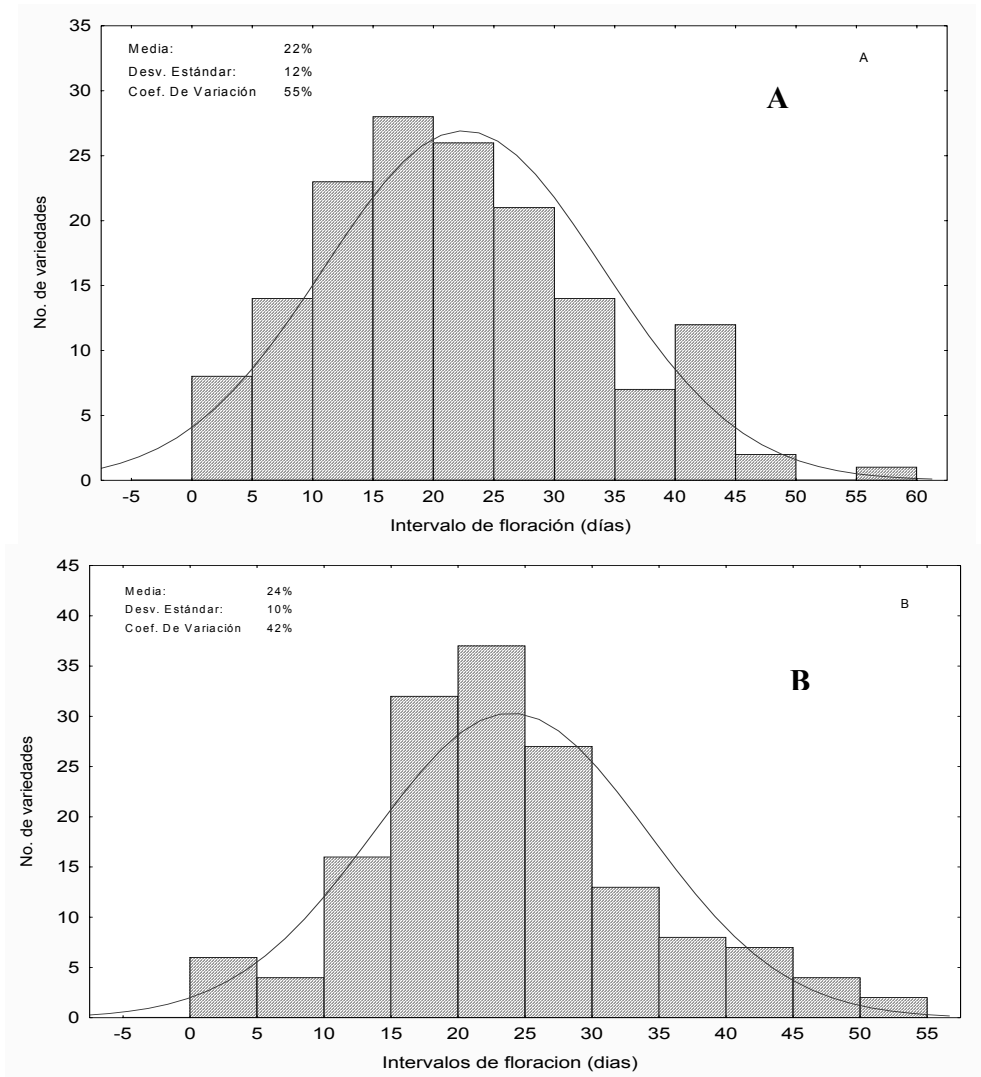 35
Media: 22%
A
Desv. Estándar: 12%
Coef. De Variación 55%
A
30
25
20
15
10
5
0
No. de variedades
-5 0 5 10 15 20 25 30 35 40 45 50 55 60
Intervalo de floración (días)
45
Media: 24%
B
Desv. Estándar: 10%
Coef. De Variación 42%
40
B
35
30
25
20
15
10
5
0
No. de variedades
-5 0 5 10 15 20 25 30 35 40 45 50 55
Intervalos de floracion (dias)